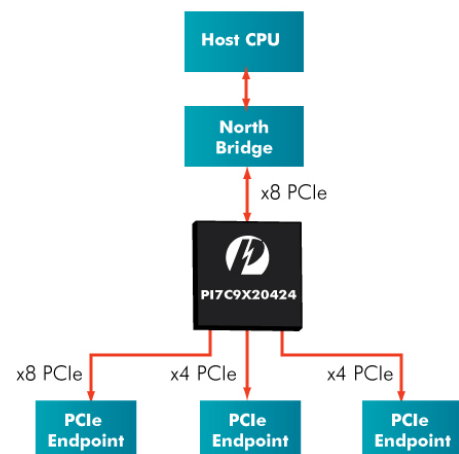 Host CPU
North
Bridge
x8 PCIe
PI7C9X20424
x8 PCIe
x4 PCIe
x4 PCIe
PCIe
Endpoint
PCIe
Endpoint
PCIe
Endpoint